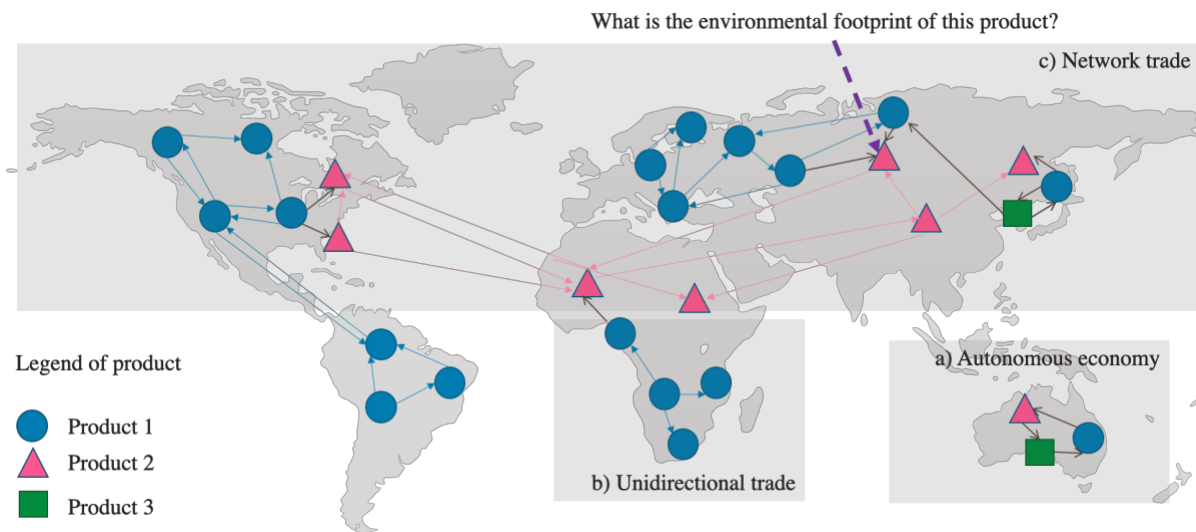 What is the environmental footprint of this product?
c) Network trade
a) Autonomous economy
Legend of product
Product 1
Product 2
b) Unidirectional trade
Product 3